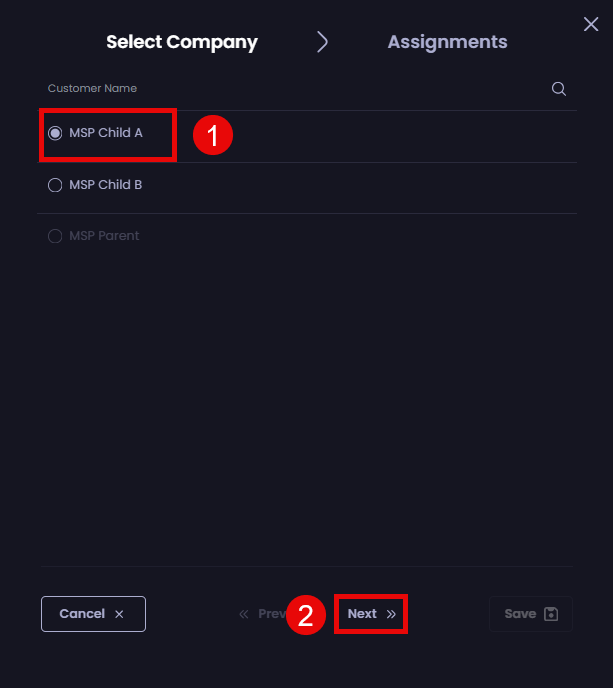 Select Company Assignments
Customer Name
MSP Child A 1
MSP Child B
MSP Parent
Cancel Prev 2 Next Save